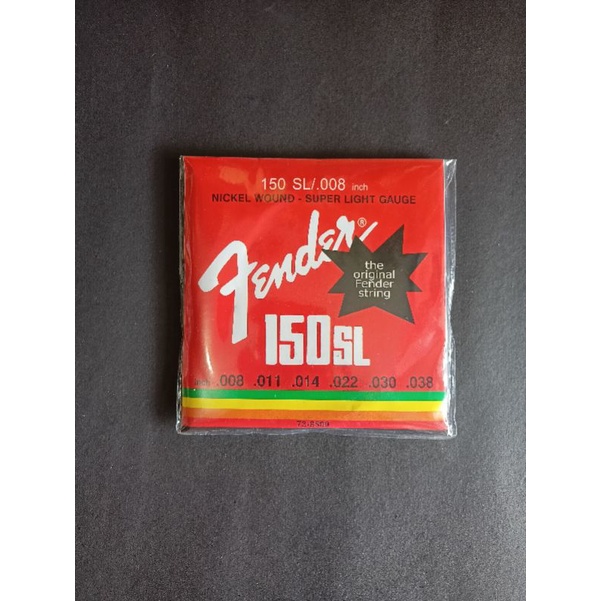 150 SL/.008 inch
NICKEL WOUND - SUPER LIGHT GAUGE
Fender®
the
original
Fender
string
150SL
.008 .011 .014 .022 .030 .038